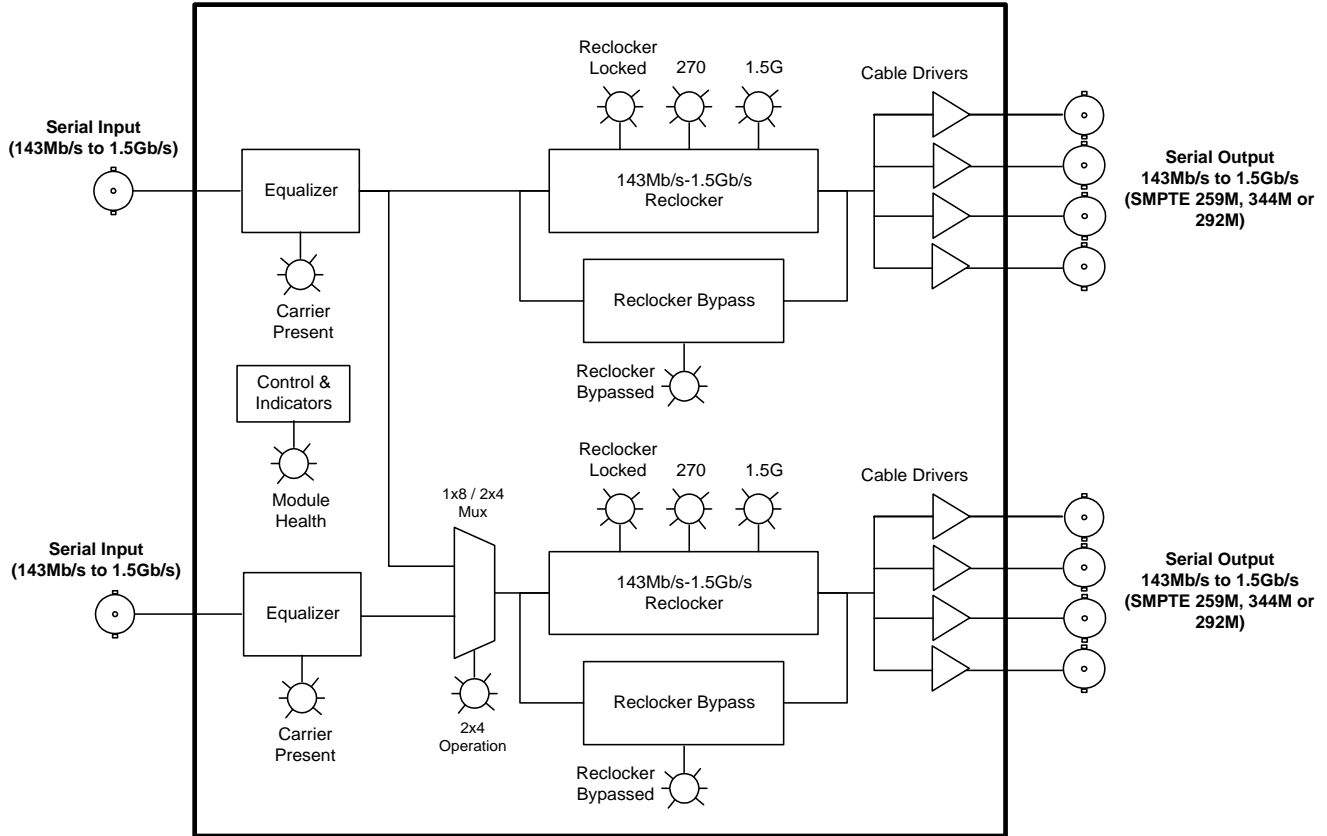 Reclocker
Locked
270
1.5G
Cable Drivers
Serial Input
(143Mb/s to 1.5Gb/s)
Equalizer
143Mb/s-1.5Gb/s
Reclocker
Serial Output
143Mb/s to 1.5Gb/s
(SMPTE 259M, 344M or
292M)
Carrier
Present
Reclocker Bypass
Reclocker
Bypassed
Control &
Indicators
Module
Health
Reclocker
Locked
270
1.5G
Cable Drivers
1x8 / 2x4
Mux
Serial Input
(143Mb/s to 1.5Gb/s)
Equalizer
143Mb/s-1.5Gb/s
Reclocker
Serial Output
143Mb/s to 1.5Gb/s
(SMPTE 259M, 344M or
292M)
Carrier
Present
2x4
Operation
Reclocker Bypass
Reclocker
Bypassed